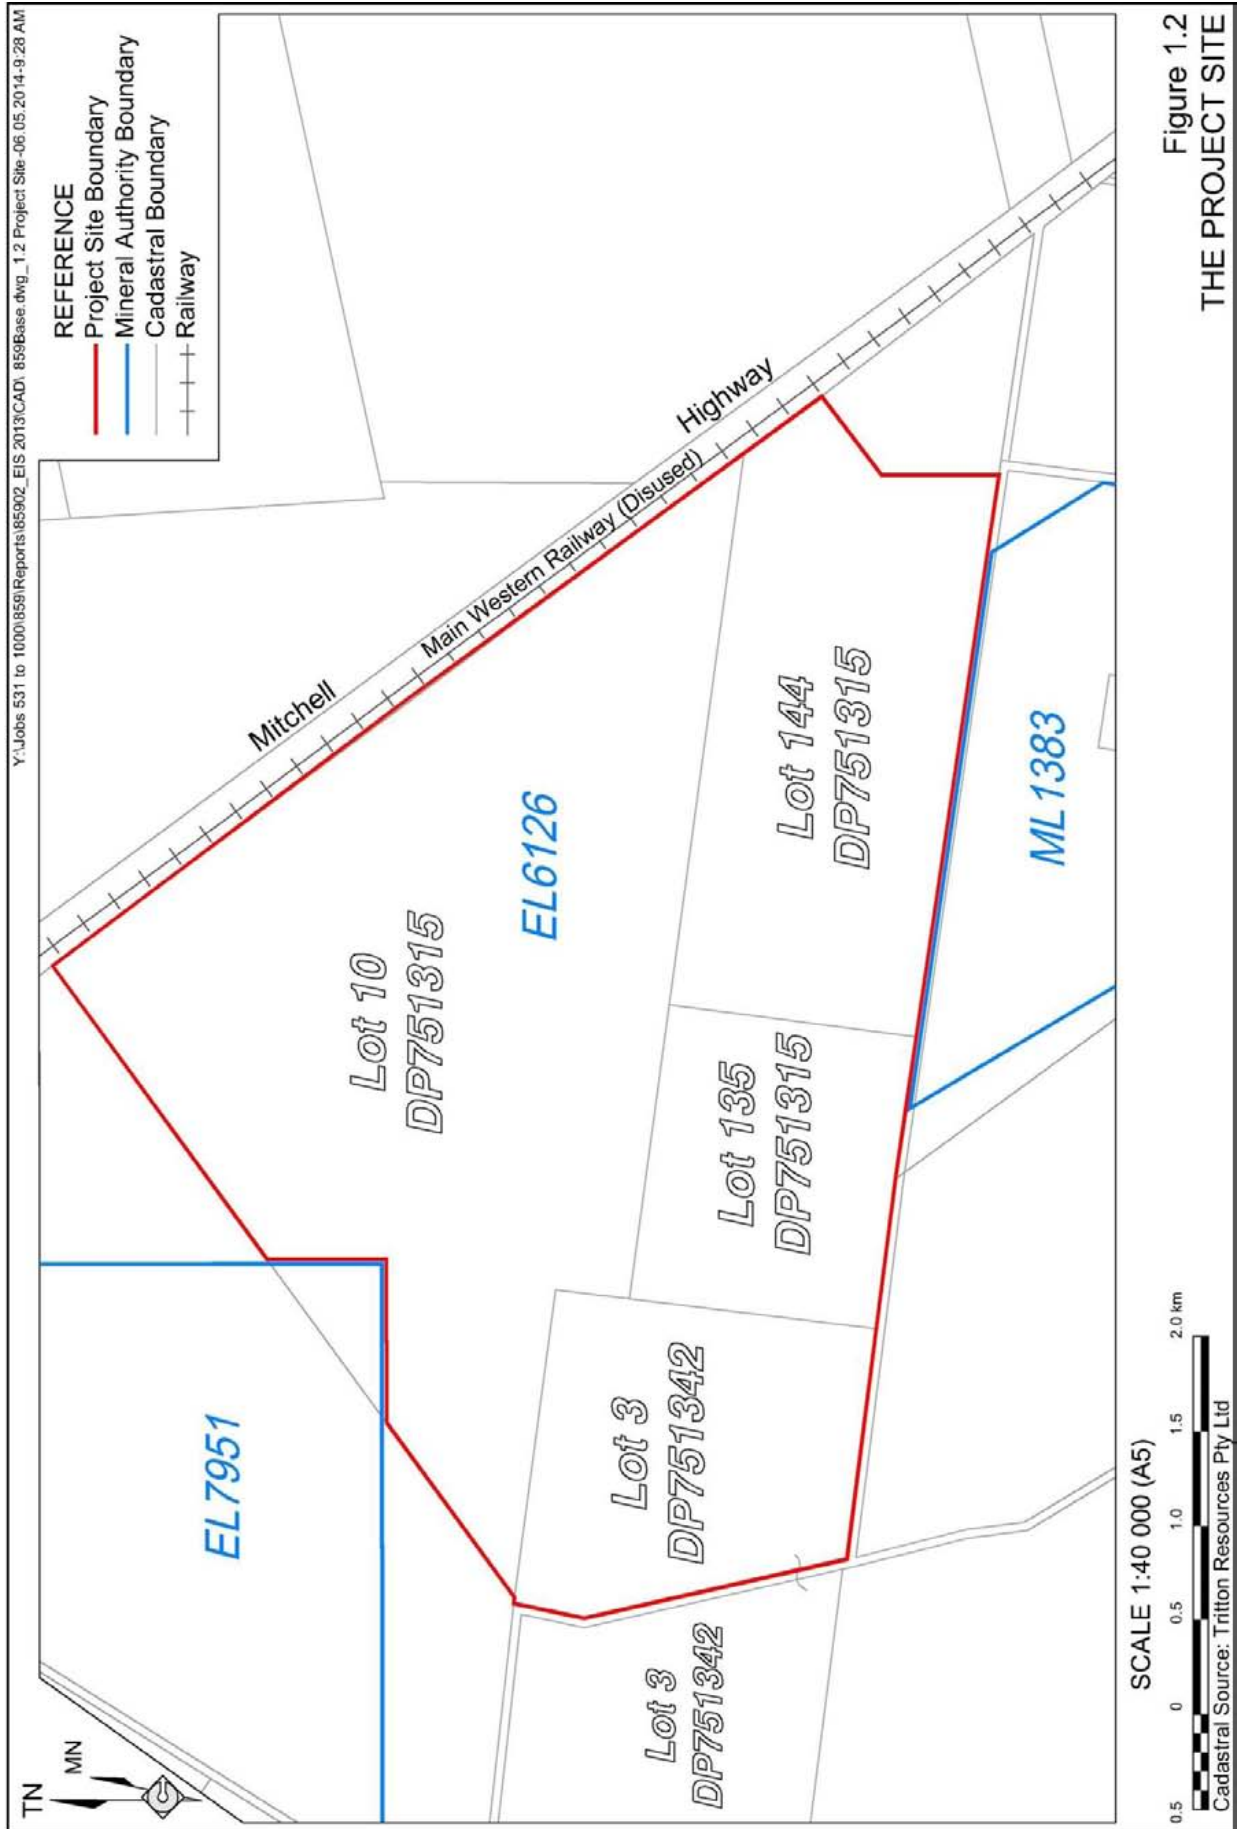 Y:\Jobs 531 to 1000\859\Reports\85902_EIS 2013\CAD\ 859Base.dwg_1.2 Project Site-06.05.2014-9:28 AM
TN
MN
REFERENCE
Project Site Boundary
Mineral Authority Boundary
Cadastral Boundary
Railway
EL7951
Mitchell
Main Western Railway (Disused)
Highway
Lot 10
DP751315
EL6126
Lot 3
DP751342
Lot 3
DP751342
Lot 135
DP751315
Lot 144
DP751315
ML1383
SCALE 1:40 000 (A5)
0.5 0 0.5 1.0 1.5 2.0 km
Cadastral Source: Tritton Resources Pty Ltd
Figure 1.2
THE PROJECT SITE